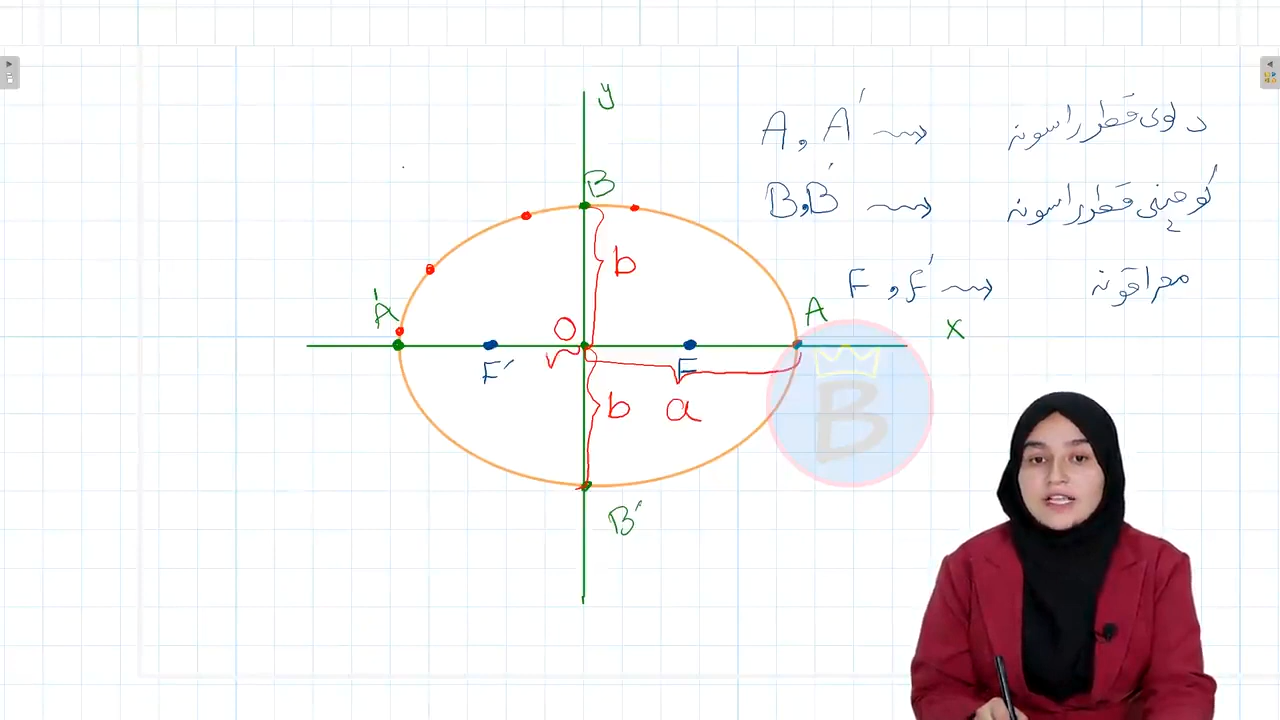 y
A, A' ⇝ د لوی قطر راسونه
B
B, B' ⇝ کوچنی قطر راسونه
b
F, F' ⇝ محراقونه
A'
A
O
x
F'
F
b
a
B
B'